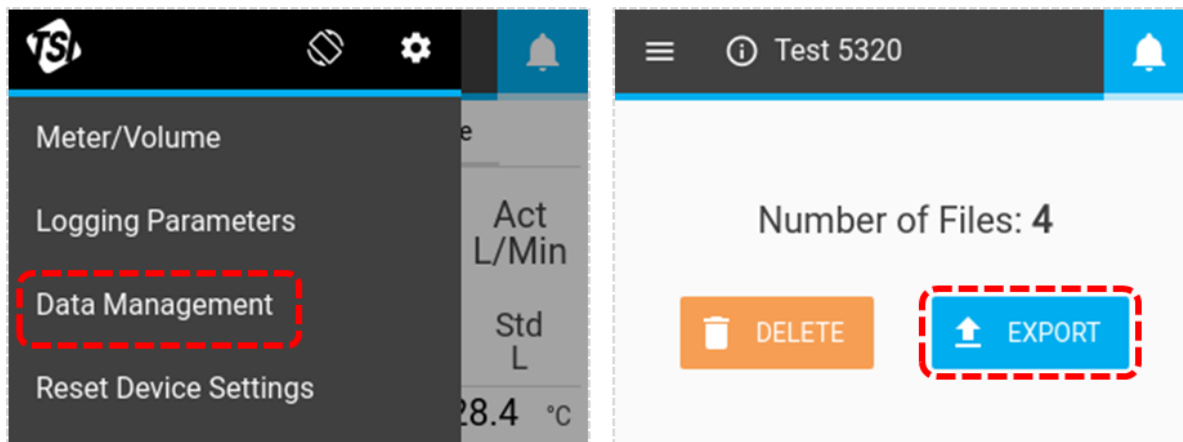 TSI
Meter/Volume
Logging Parameters
Data Management
Reset Device Settings
e
Act
L/Min
Std
L
28.4 °C
Test 5320
Number of Files: 4
DELETE
EXPORT